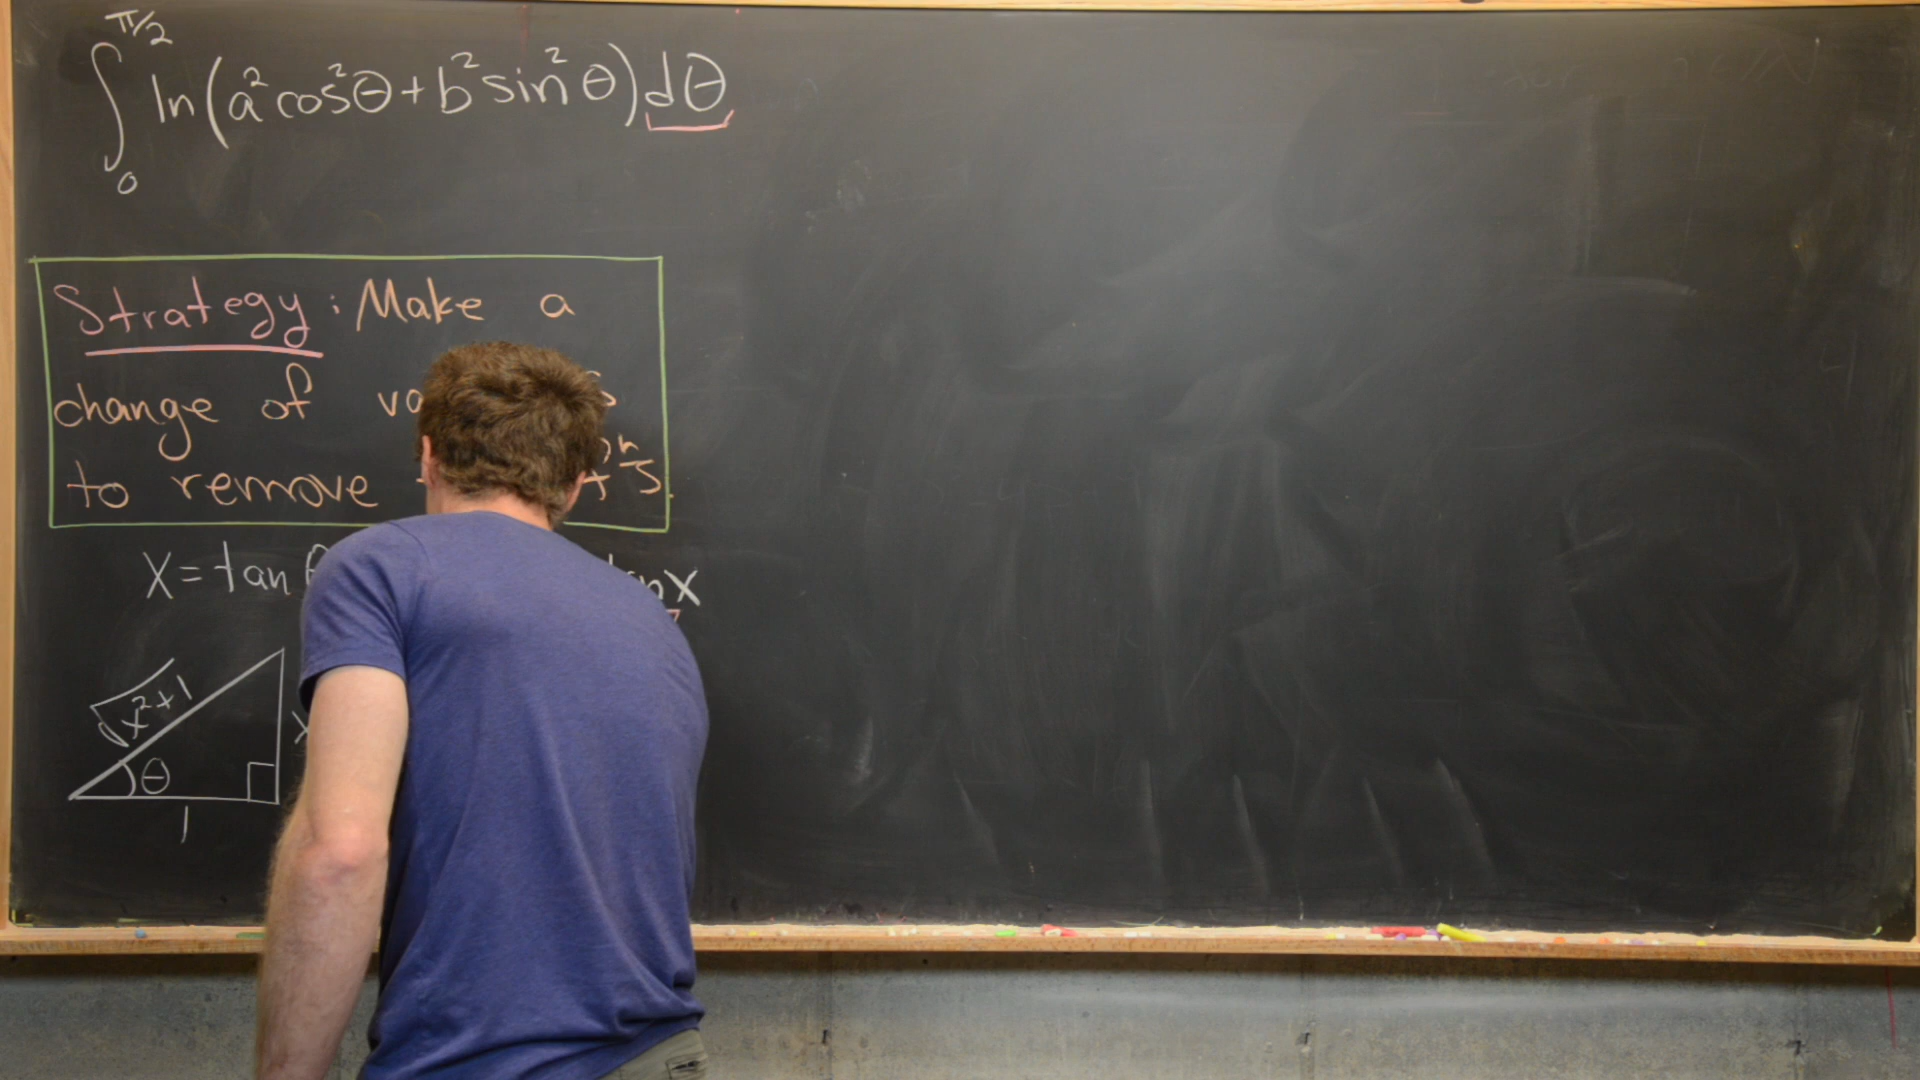 ∫₀^π/2 ln(a²cos²θ+b²sin²θ)dθ
Strategy: Make a
change of
to remove
x=tan
x
√x²+1
θ
1